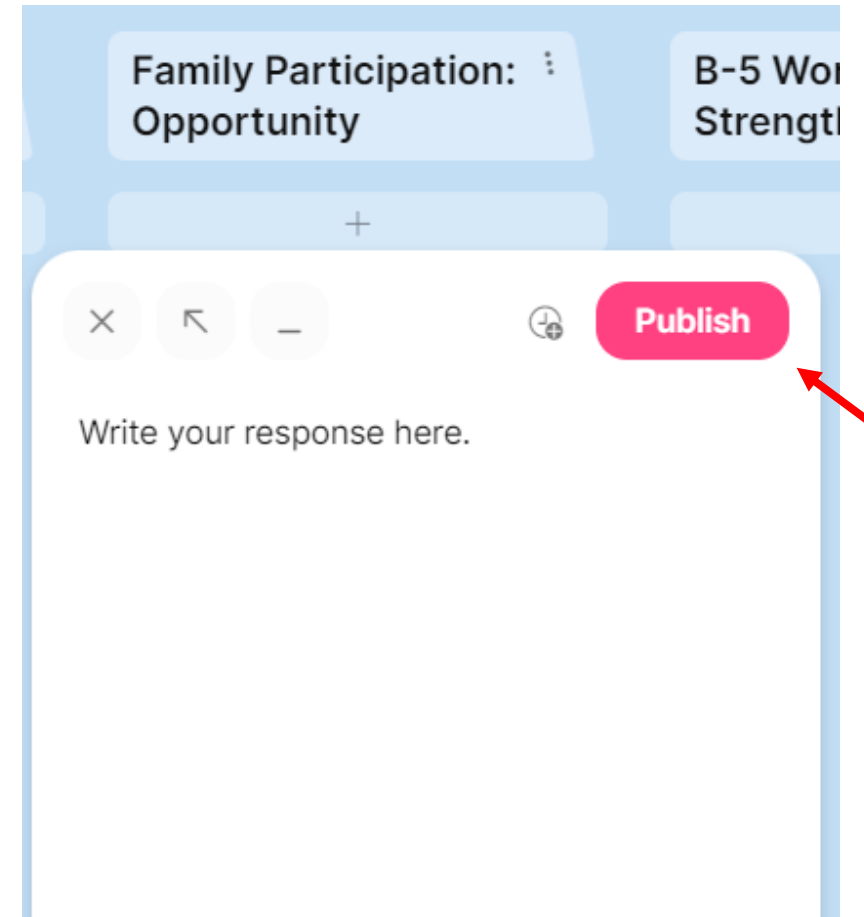 Family Participation:
Opportunity
B-5 Wor
Strengt
Publish
Write your response here.